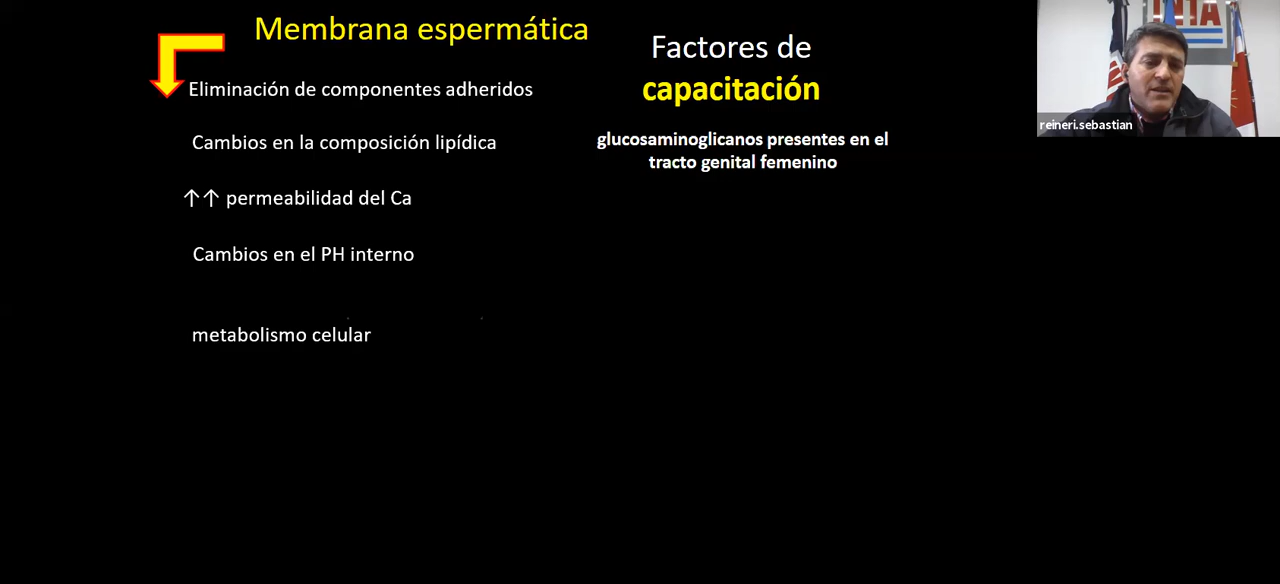 Membrana espermática
Eliminación de componentes adheridos
Cambios en la composición lipídica
↑↑ permeabilidad del Ca
Cambios en el PH interno
metabolismo celular
Factores de
capacitación
glucosaminoglicanos presentes en el
tracto genital femenino
INTA
reineri.sebastian